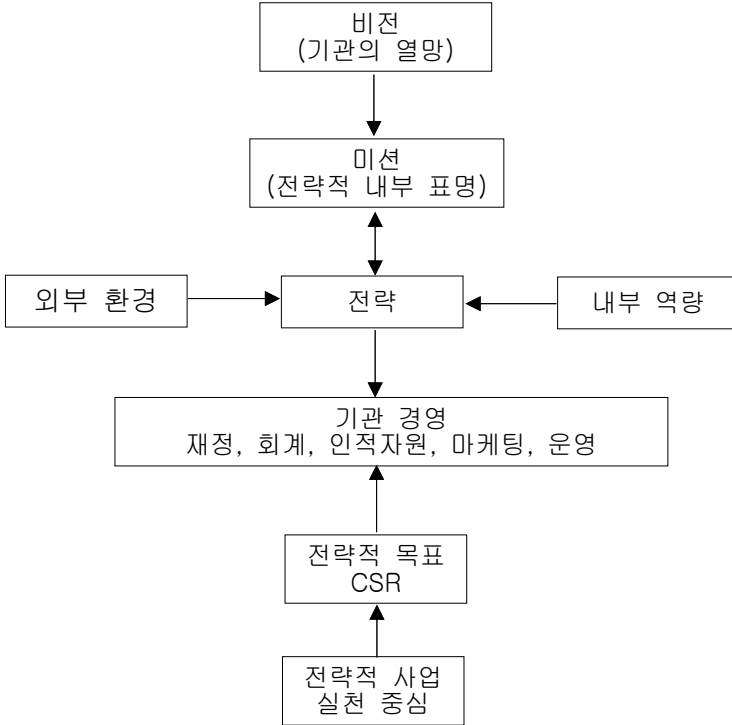 비전
(기관의 열망)
미션
(전략적 내부 표명)
외부 환경
전략
내부 역량
기관 경영
재정, 회계, 인적자원, 마케팅, 운영
전략적 목표
CSR
전략적 사업
실천 중심